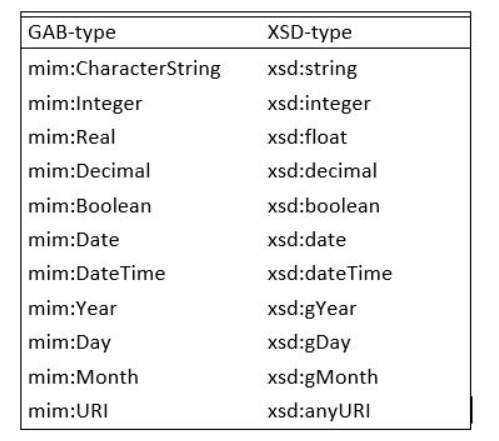 GAB-type XSD-type
mim:CharacterString xsd:string
mim:Integer xsd:integer
mim:Real xsd:float
mim:Decimal xsd:decimal
mim:Boolean xsd:boolean
mim:Date xsd:date
mim:DateTime xsd:dateTime
mim:Year xsd:gYear
mim:Day xsd:gDay
mim:Month xsd:gMonth
mim:URI xsd:anyURI